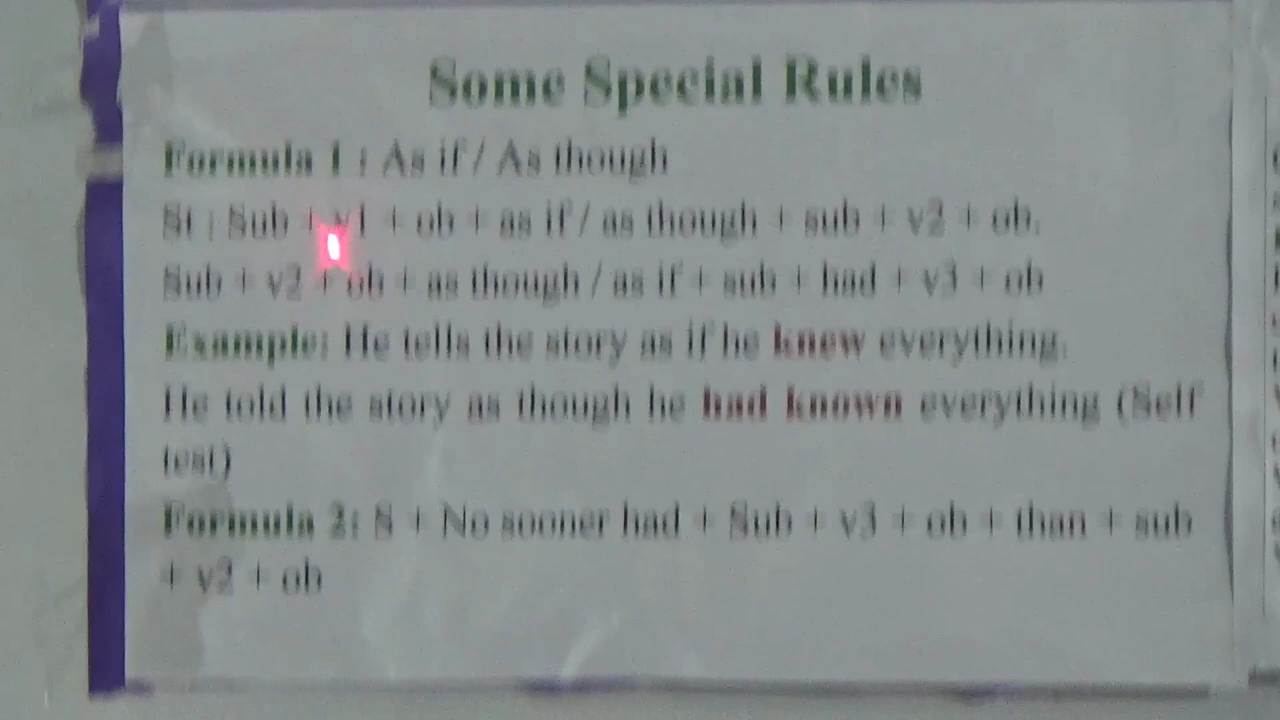 Some Special Rules
Formula 1 : As if / As though
St : Sub + v1 + ob + as if / as though + sub + v2 + ob.
Sub + v2 + ob + as though / as if + sub + had + v3 + ob
Example: He tells the story as if he knew everything.
He told the story as though he had known everything (Self
test)
Formula 2: S + No sooner had + Sub + v3 + ob + than + sub
+ v2 + ob